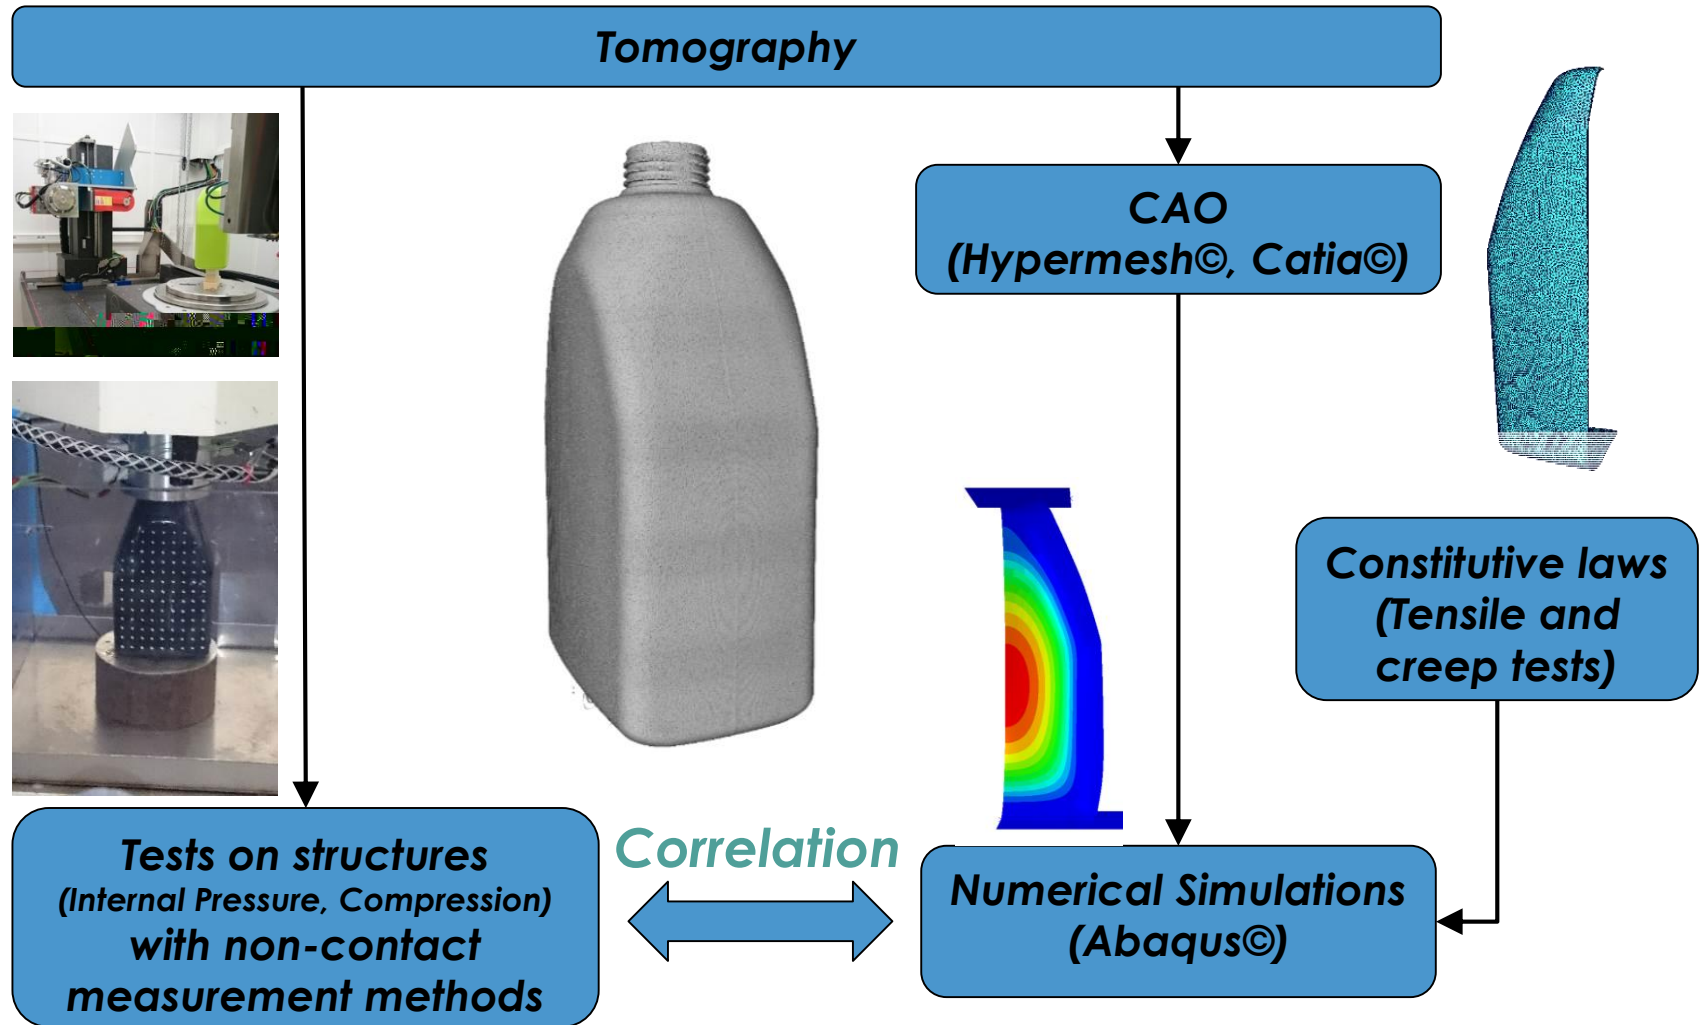 Tomography
CAO
(Hypermesh©, Catia©)
Constitutive laws
(Tensile and
creep tests)
Correlation
Tests on structures
(Internal Pressure, Compression)
with non-contact
measurement methods
Numerical Simulations
(Abaqus©)